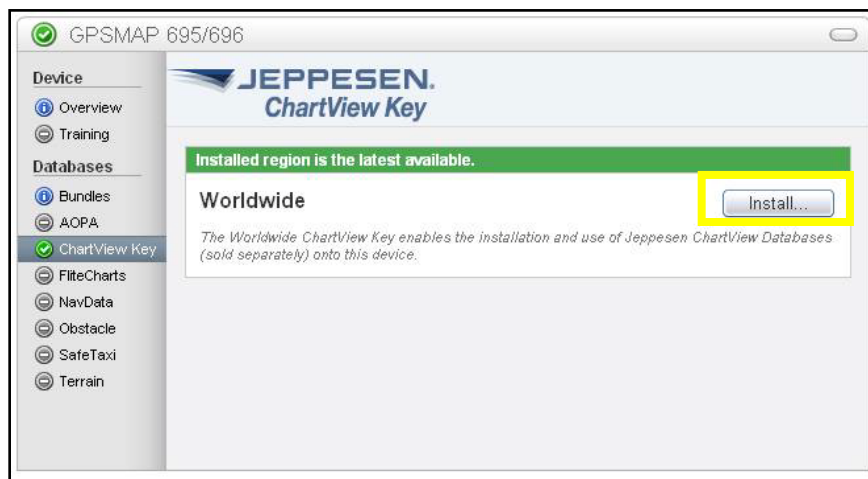 GPSMAP 695/696
Device
Overview
Training
Databases
Bundles
AOPA
ChartView Key
FliteCharts
NavData
Obstacle
SafeTaxi
Terrain
JEPPESEN.
ChartView Key
Installed region is the latest available.
Worldwide
Install...
The Worldwide ChartView Key enables the installation and use of Jeppesen ChartView Databases
(sold separately) onto this device.